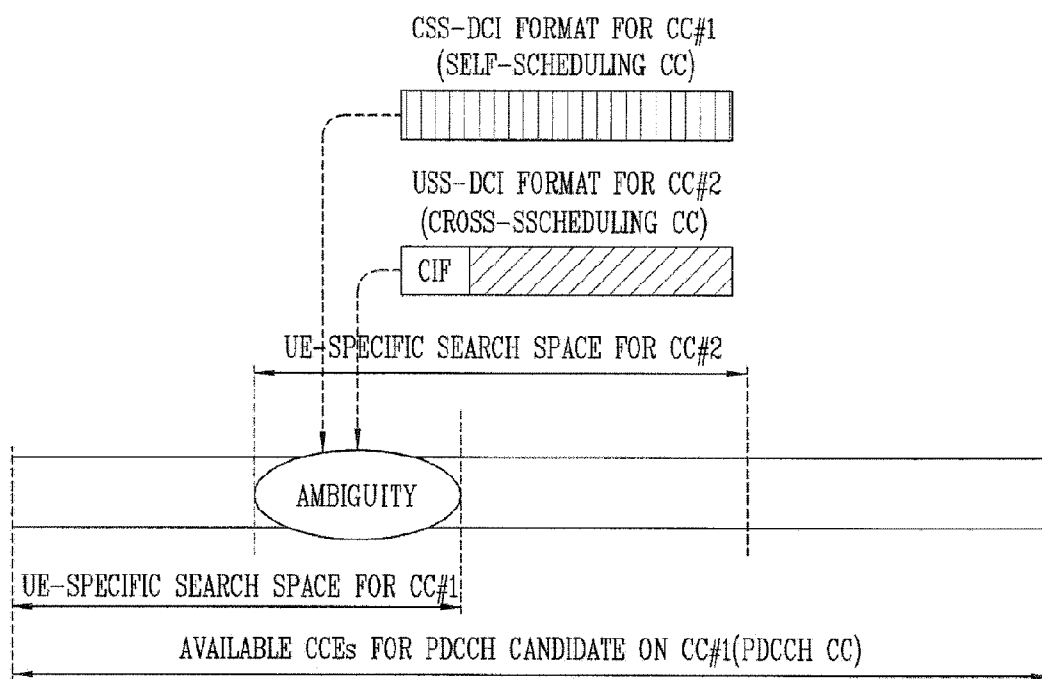 CSS-DCI FORMAT FOR CC#1
(SELF-SCHEDULING CC)
USS-DCI FORMAT FOR CC#2
(CROSS-SSCHEDULING CC)
CIF
UE-SPECIFIC SEARCH SPACE FOR CC#2
AMBIGUITY
UE-SPECIFIC SEARCH SPACE FOR CC#1
AVAILABLE CCEs FOR PDCCH CANDIDATE ON CC#1(PDCCH CC)